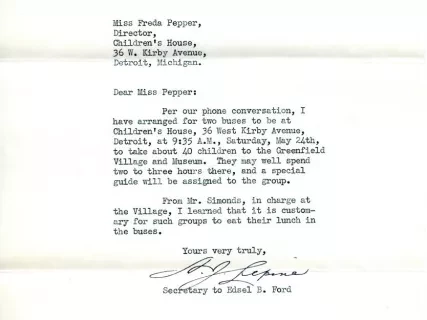 Miss Freda Pepper,
Director,
Children's House,
36 W. Kirby Avenue,
Detroit, Michigan.
Dear Miss Pepper:
Per our phone conversation, I
have arranged for two buses to be at
Children's House, 36 West Kirby Avenue,
Detroit, at 9:35 A.M., Saturday, May 24th,
to take about 40 children to the Greenfield
Village and Museum. They may well spend
two to three hours there, and a special
guide will be assigned to the group.
From Mr. Simonds, in charge at
the Village, I learned that it is custom-
ary for such groups to eat their lunch in
the buses.
Yours very truly,
A. J. Lepine
Secretary to Edsel B. Ford